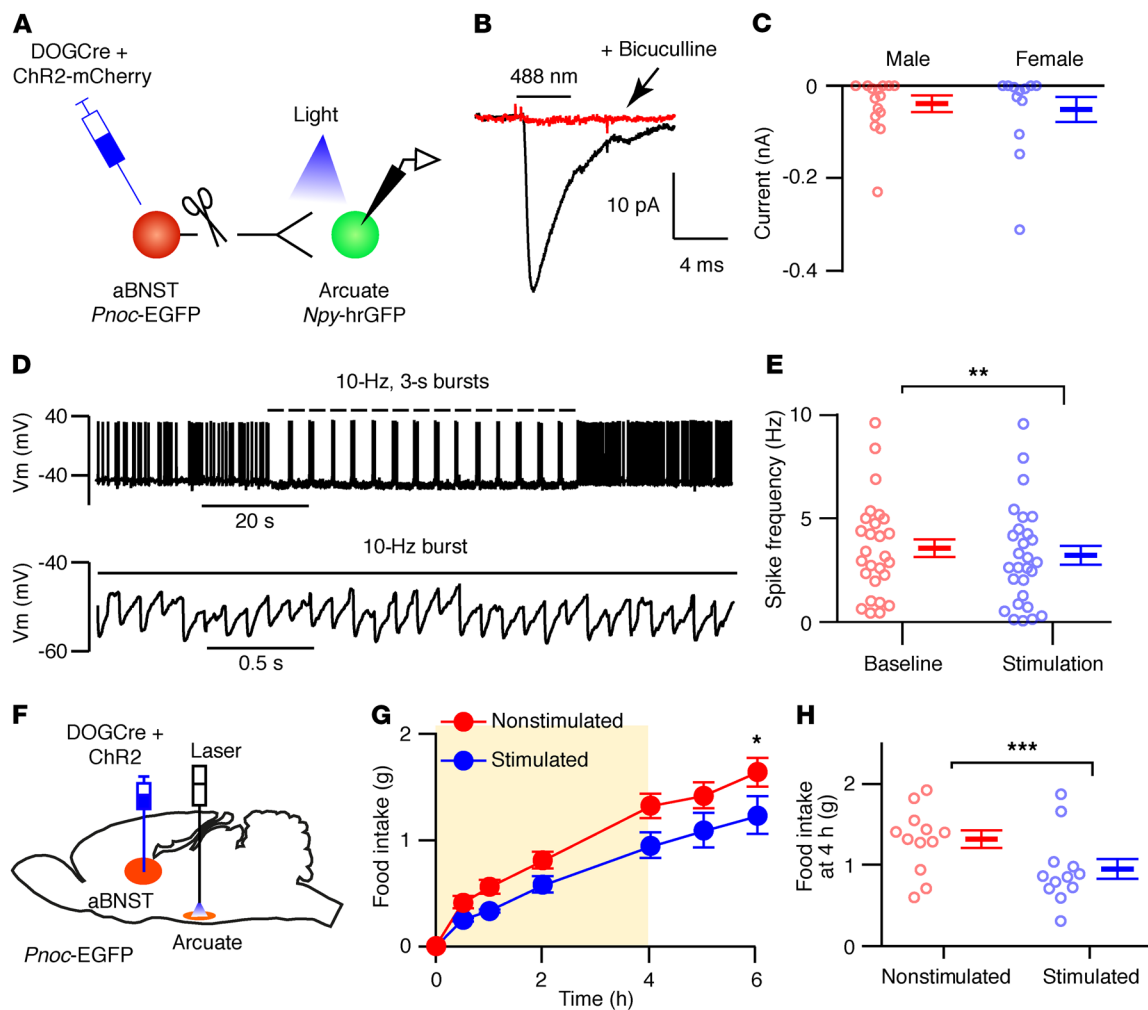 A
DOGCre +
ChR2-mCherry
Light
aBNST
Pnoc-EGFP
Arcuate
Npy-hrGFP
B
+ Bicuculline
488 nm
10 pA
4 ms
C
Male
Female
Current (nA)
0
-0.2
-0.4
D
10-Hz, 3-s bursts
Vm (mV)
40
-40
20 s
10-Hz burst
Vm (mV)
-40
-60
0.5 s
E
**
Spike frequency (Hz)
10
5
0
Baseline
Stimulation
F
DOGCre +
ChR2
Laser
aBNST
Arcuate
Pnoc-EGFP
G
Nonstimulated
Stimulated
*
Food intake (g)
2
1
0
0
2
4
6
Time (h)
H
***
Food intake
at 4 h (g)
2
1
0
Nonstimulated
Stimulated